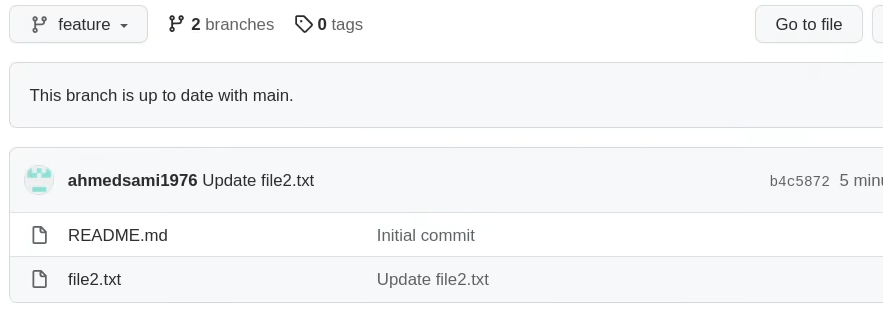 feature 2 branches 0 tags Go to file
This branch is up to date with main.
ahmedsami1976 Update file2.txt b4c5872 5
README.md Initial commit
file2.txt Update file2.txt